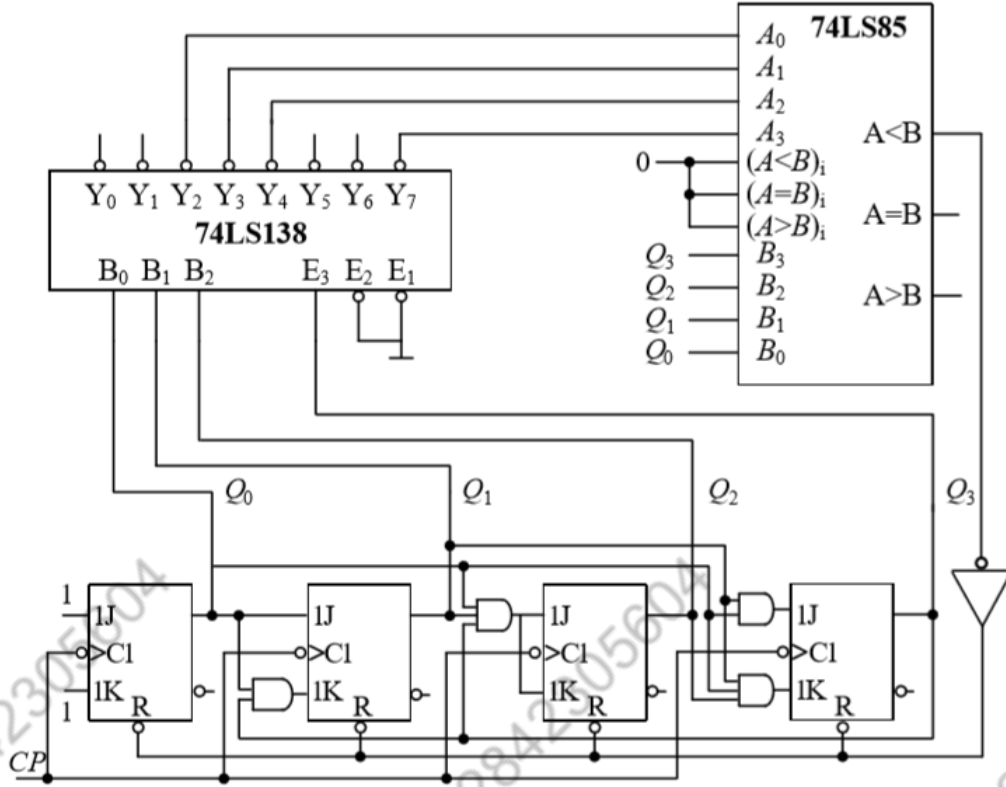 74LS85
A₀
A₁
A₂
A₃
A<B
0
(A<B)ᵢ
(A=B)ᵢ
(A>B)ᵢ
A=B
Q₃ B₃
Q₂ B₂
A>B
Q₁ B₁
Q₀ B₀
Y₀ Y₁ Y₂ Y₃ Y₄ Y₅ Y₆ Y₇
74LS138
B₀ B₁ B₂ E₃ E₂ E₁
Q₀ Q₁ Q₂ Q₃
1 1J 1J 1J 1J
C1 C1 C1 C1
1K 1K 1K 1K
1 R R R R
CP
2305604
28842305604